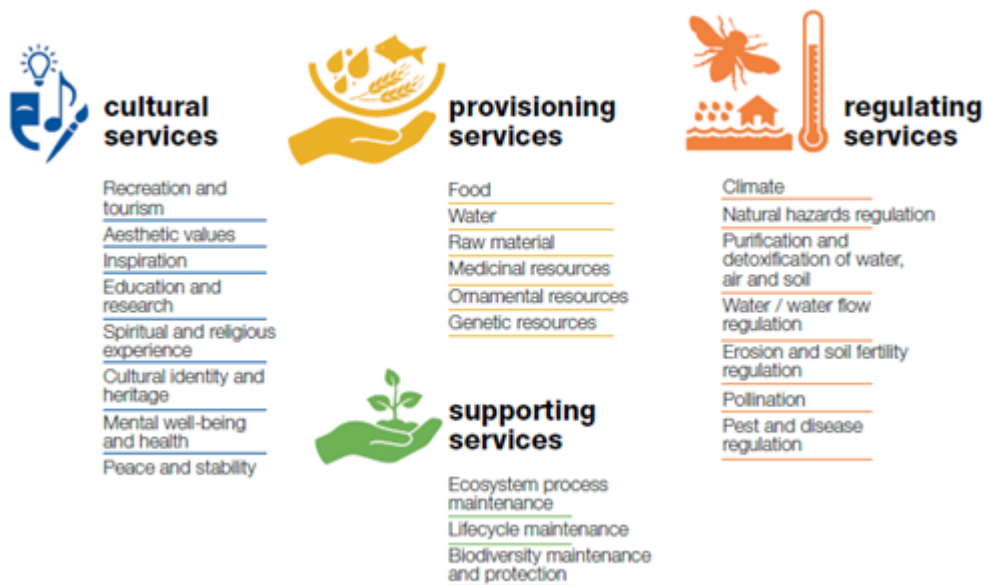 cultural
services
Recreation and
tourism
Aesthetic values
Inspiration
Education and
research
Spiritual and religious
experience
Cultural identity and
heritage
Mental well-being
and health
Peace and stability
provisioning
services
Food
Water
Raw material
Medicinal resources
Ornamental resources
Genetic resources
supporting
services
Ecosystem process
maintenance
Lifecycle maintenance
Biodiversity maintenance
and protection
regulating
services
Climate
Natural hazards regulation
Purification and
detoxification of water,
air and soil
Water / water flow
regulation
Erosion and soil fertility
regulation
Pollination
Pest and disease
regulation